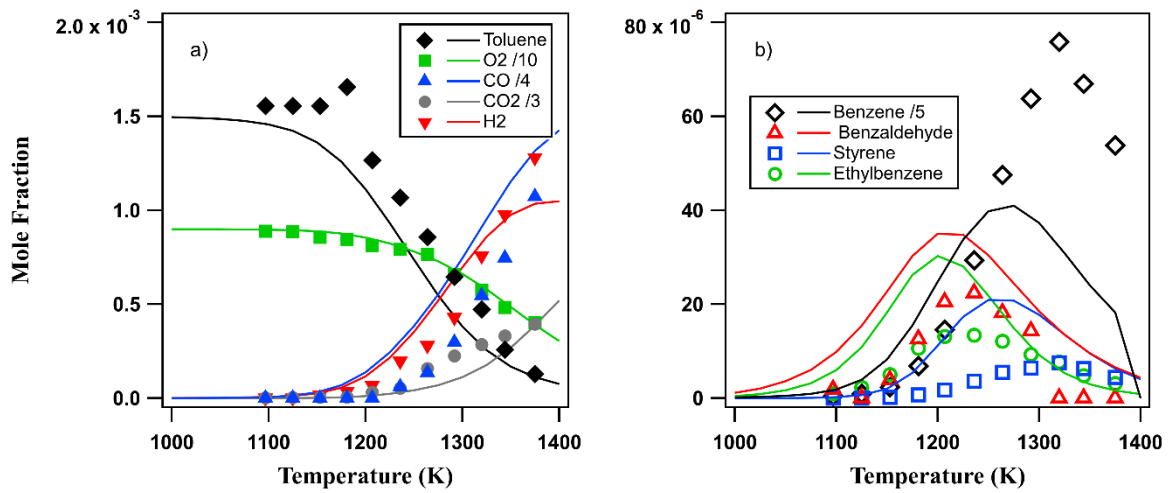 2.0 x 10⁻³
a)
Toluene
O2 /10
CO /4
CO2 /3
H2
1.5
1.0
0.5
0.0
Mole Fraction
1000
1100
1200
1300
1400
Temperature (K)
80 x 10⁻⁶
b)
Benzene /5
Benzaldehyde
Styrene
Ethylbenzene
60
40
20
0
1000
1100
1200
1300
1400
Temperature (K)